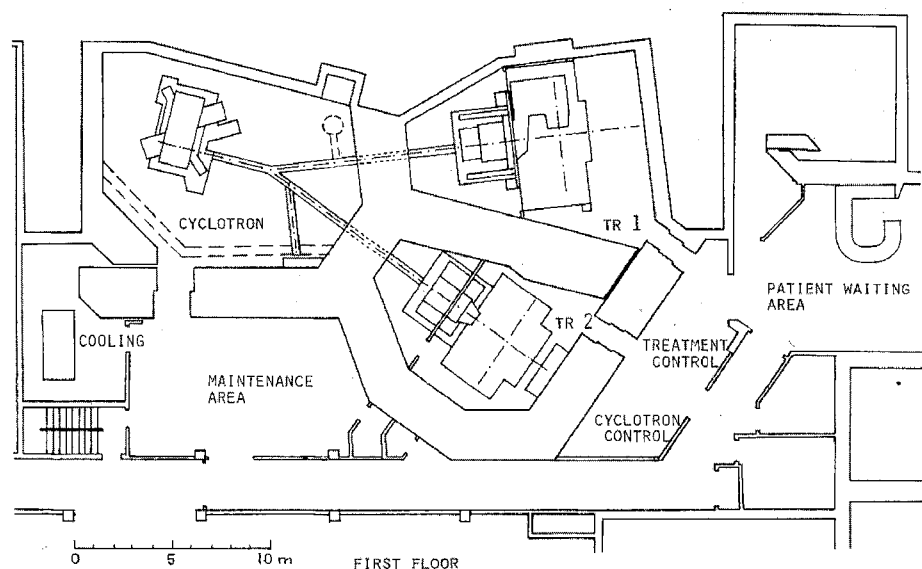 TR 1
CYCLOTRON
PATIENT WAITING
AREA
TR 2
COOLING
TREATMENT
CONTROL
MAINTENANCE
AREA
CYCLOTRON
CONTROL
0 5 10 m
FIRST FLOOR